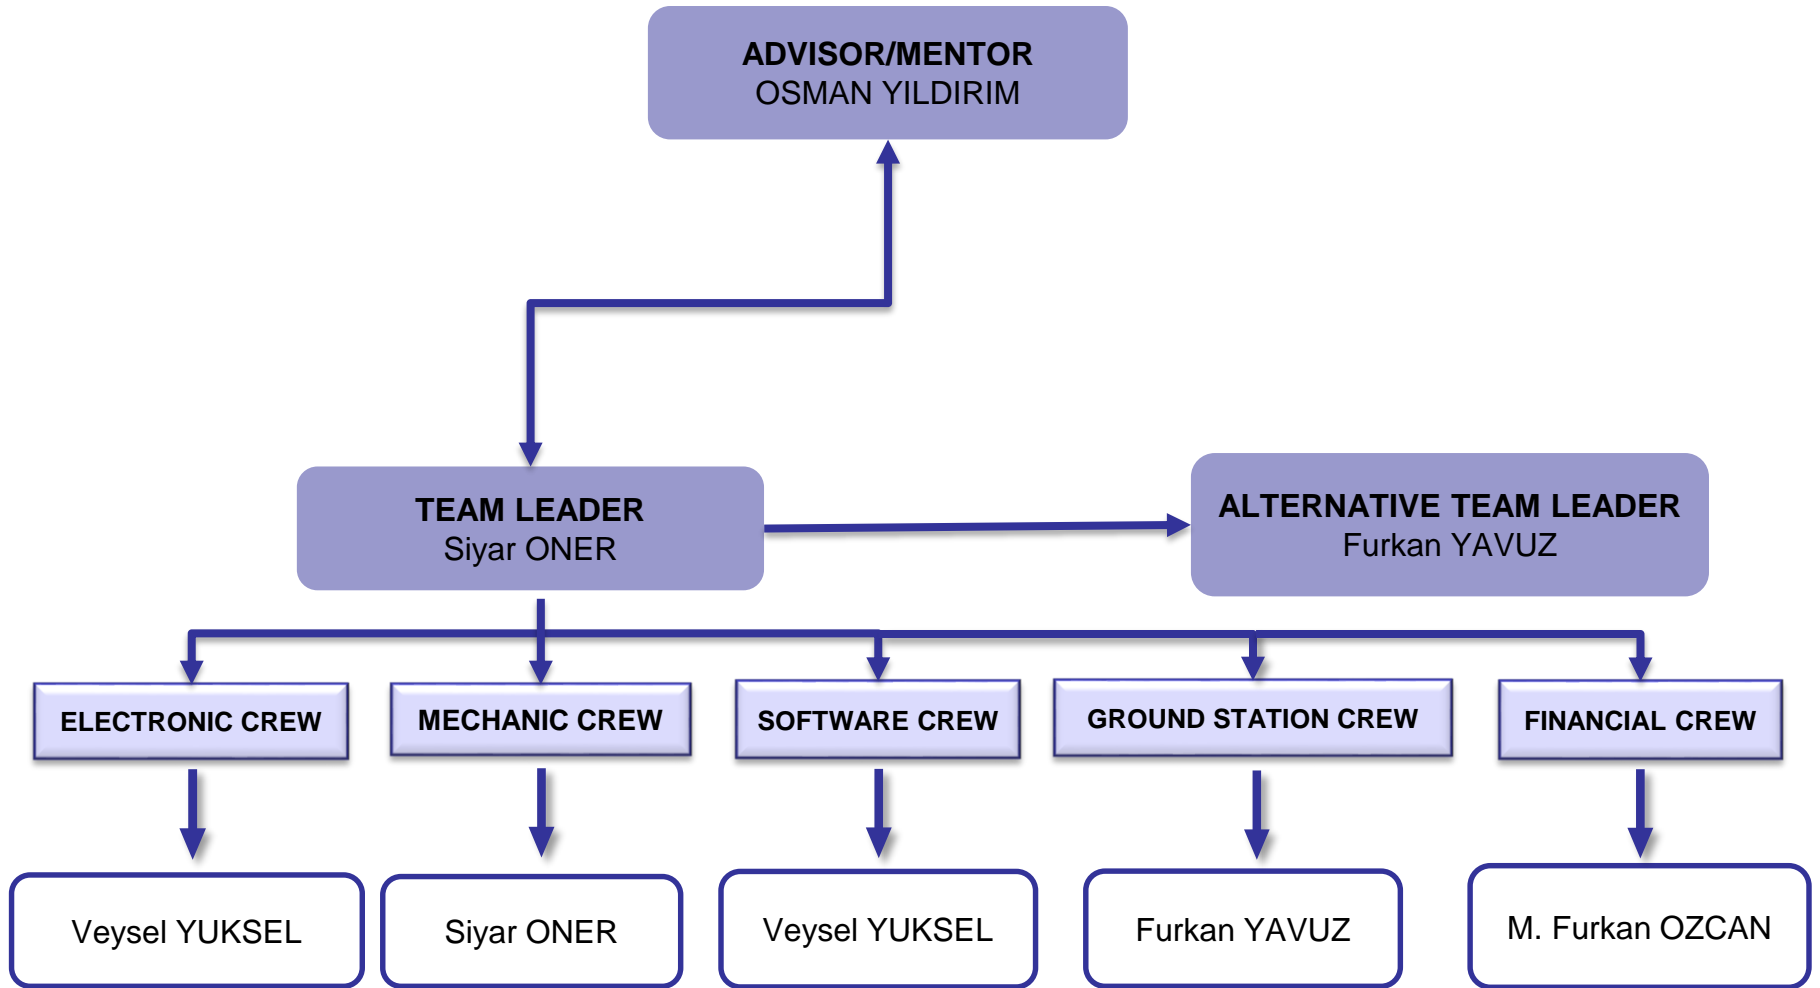 ADVISOR/MENTOR
OSMAN YILDIRIM
TEAM LEADER
Siyar ONER
ALTERNATIVE TEAM LEADER
Furkan YAVUZ
ELECTRONIC CREW
MECHANIC CREW
SOFTWARE CREW
GROUND STATION CREW
FINANCIAL CREW
Veysel YUKSEL
Siyar ONER
Veysel YUKSEL
Furkan YAVUZ
M. Furkan OZCAN